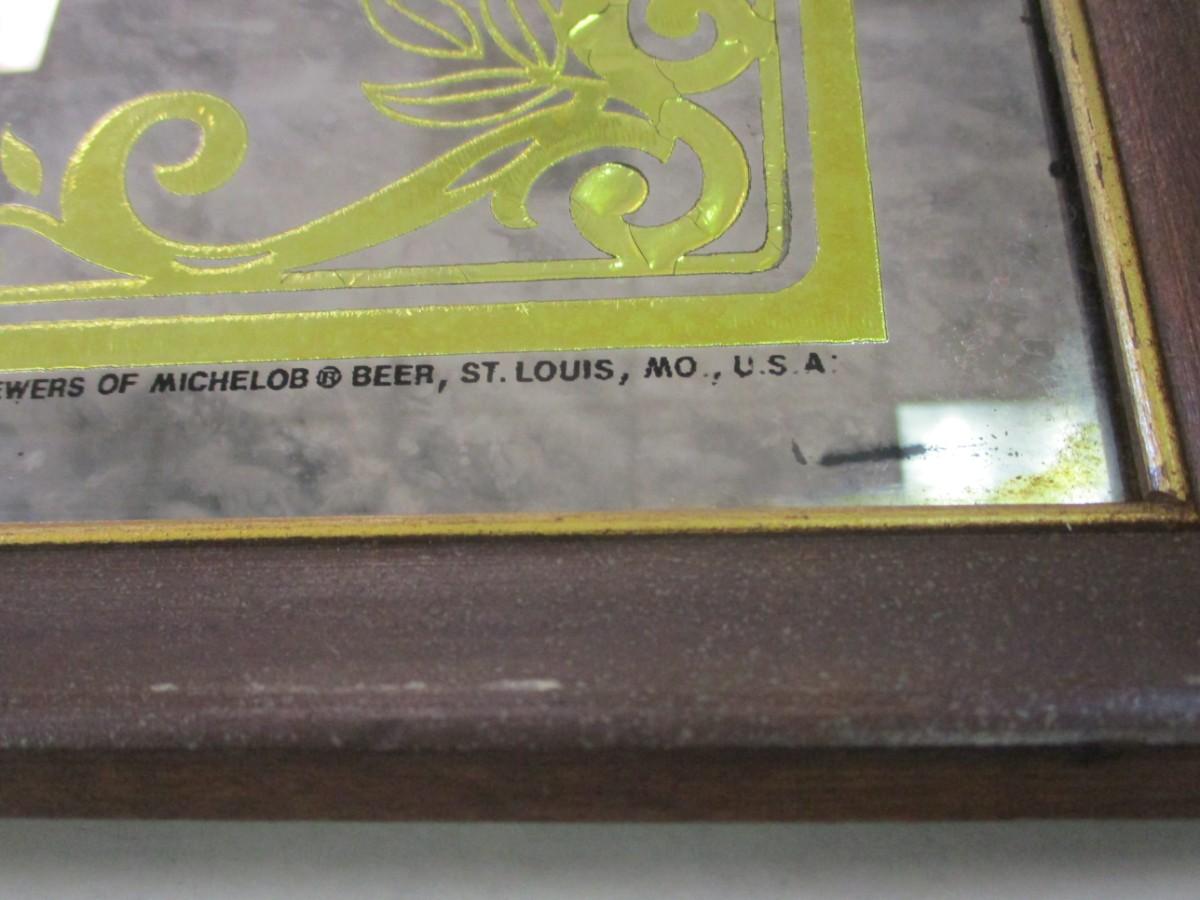 EWERS OF MICHELOB ® BEER, ST. LOUIS, MO., U.S.A.